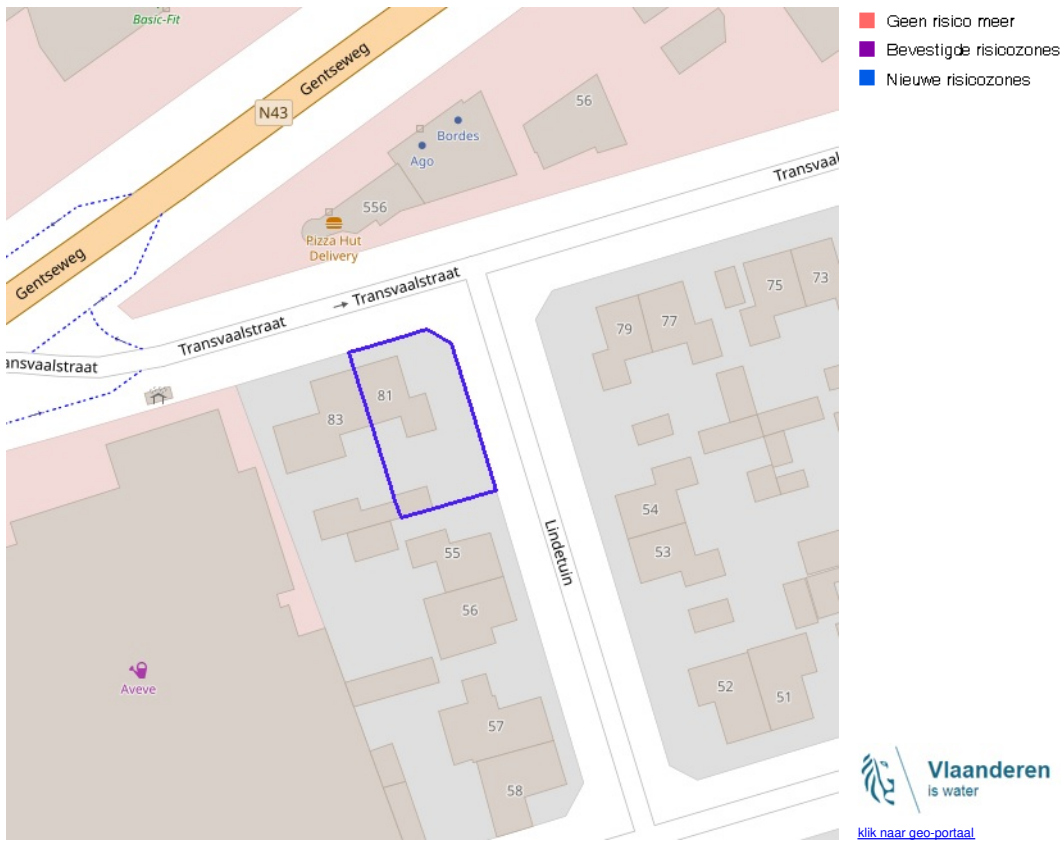 Basic-Fit
Gentseweg
N43
Gentseweg
56
Bordes
Ago
556
Pizza Hut
Delivery
Transvaal
Transvaalstraat
Transvaalstraat
ansvaalstraat
81
83
79
77
75
73
54
53
55
56
Lindetuin
Aveve
52
51
57
58
Geen risico meer
Bevestigde risicozones
Nieuwe risicozones
Vlaanderen
is water
klik naar geo-portaal